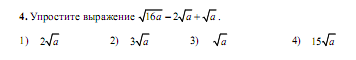 4. Упростите выражение √16a − 2√a + √a .
1) 2√a 2) 3√a 3) √a 4) 15√a